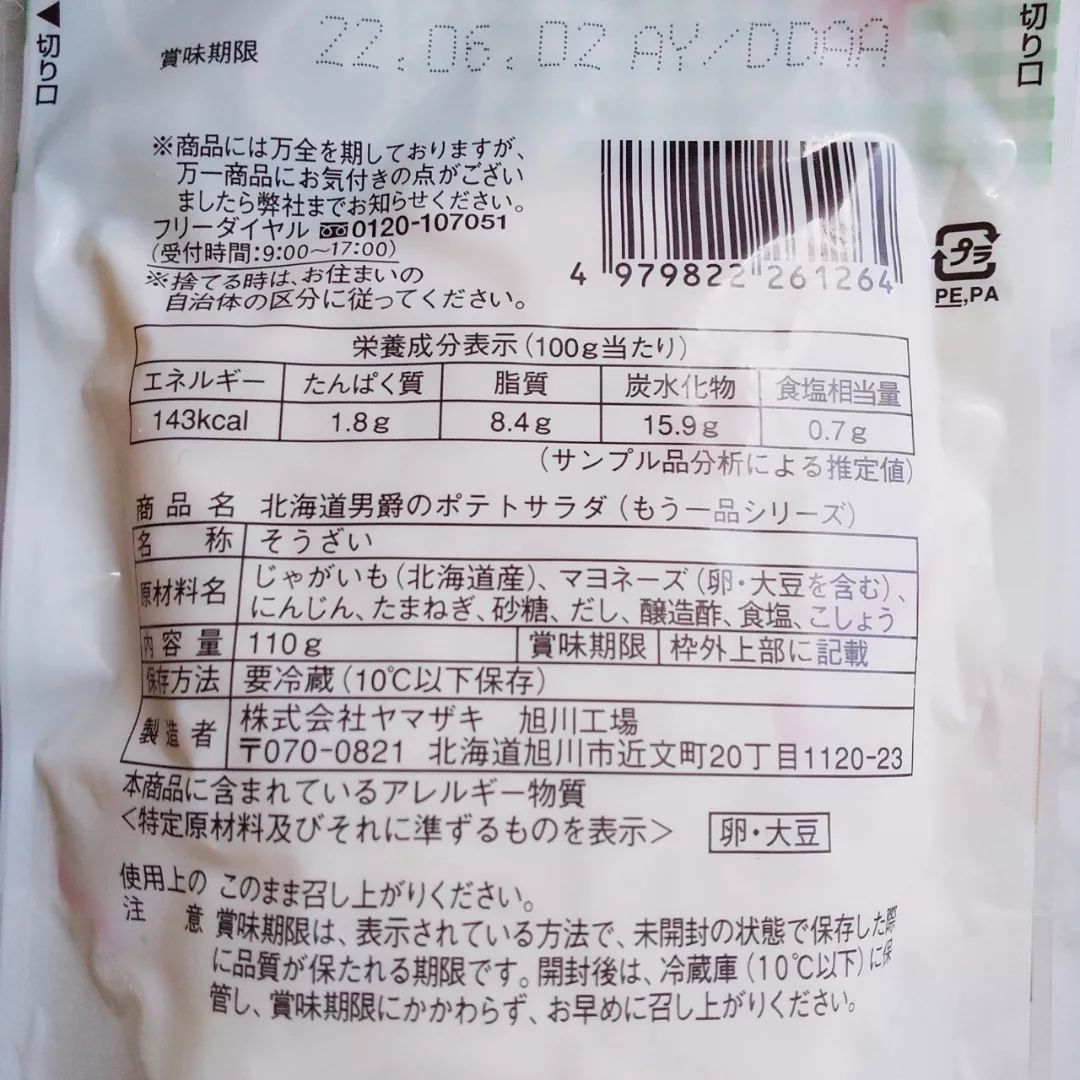 ◀切り口
切り口
賞味期限 22.06.02 AY/DDAA
※商品には万全を期しておりますが、
万一商品にお気付きの点がござい
ましたら弊社までお知らせください。
フリーダイヤル 0120-107051
(受付時間:9:00〜17:00)
※捨てる時は、お住まいの
自治体の区分に従ってください。
4 979822 261264
プラ
PE,PA
栄養成分表示(100g当たり)
エネルギー たんぱく質 脂質 炭水化物 食塩相当量
143kcal 1.8g 8.4g 15.9g 0.7g
(サンプル品分析による推定値)
商品名 北海道男爵のポテトサラダ(もう一品シリーズ)
名称 そうざい
原材料名 じゃがいも(北海道産)、マヨネーズ(卵・大豆を含む)、
にんじん、たまねぎ、砂糖、だし、醸造酢、食塩、こしょう
内容量 110g 賞味期限 枠外上部に記載
保存方法 要冷蔵(10℃以下保存)
製造者 株式会社ヤマザキ 旭川工場
〒070-0821 北海道旭川市近文町20丁目1120-23
本商品に含まれているアレルギー物質
<特定原材料及びそれに準ずるものを表示> 卵・大豆
使用上の このまま召し上がりください。
注意 賞味期限は、表示されている方法で、未開封の状態で保存した際
に品質が保たれる期限です。開封後は、冷蔵庫(10℃以下)に保
管し、賞味期限にかかわらず、お早めに召し上がりください。